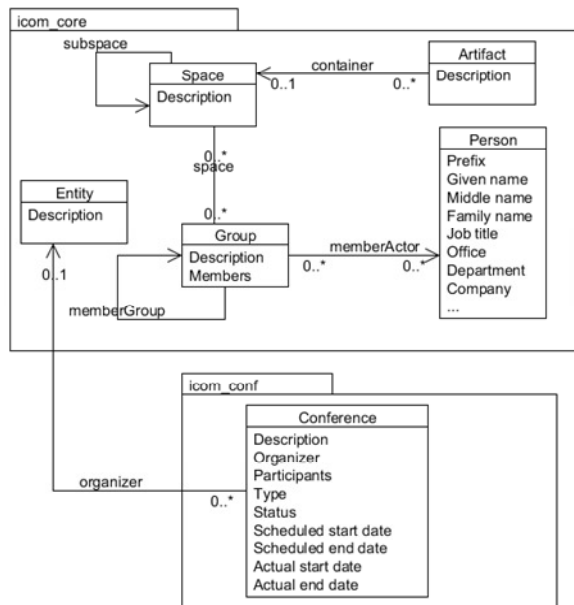 icom_core
subspace
Space
Description
container
0..1
0..*
Artifact
Description
Person
Prefix
Given name
Middle name
Family name
Job title
Office
Department
Company
...
0..*
space
0..*
Entity
Description
0..1
Group
Description
Members
memberActor
0..*
0..*
memberGroup
icom_conf
Conference
Description
Organizer
Participants
Type
Status
Scheduled start date
Scheduled end date
Actual start date
Actual end date
organizer
0..*